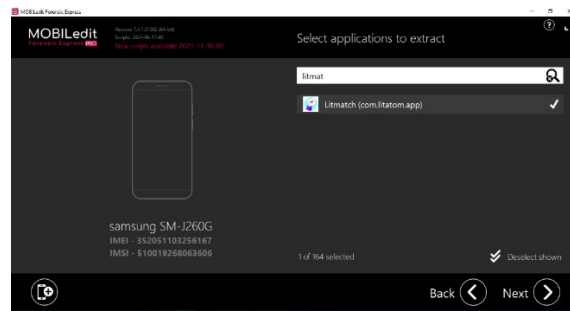 MOBILedit Forensic Express
MOBILedit
Forensic Express PRO
New scripts available 2021-11-30-02
Select applications to extract
litmat
Litmatch (com.litatom.app)
samsung SM-J260G
IMEI - 352051103256167
IMSI - 510019268063606
1 of 164 selected
Deselect shown
Back
Next